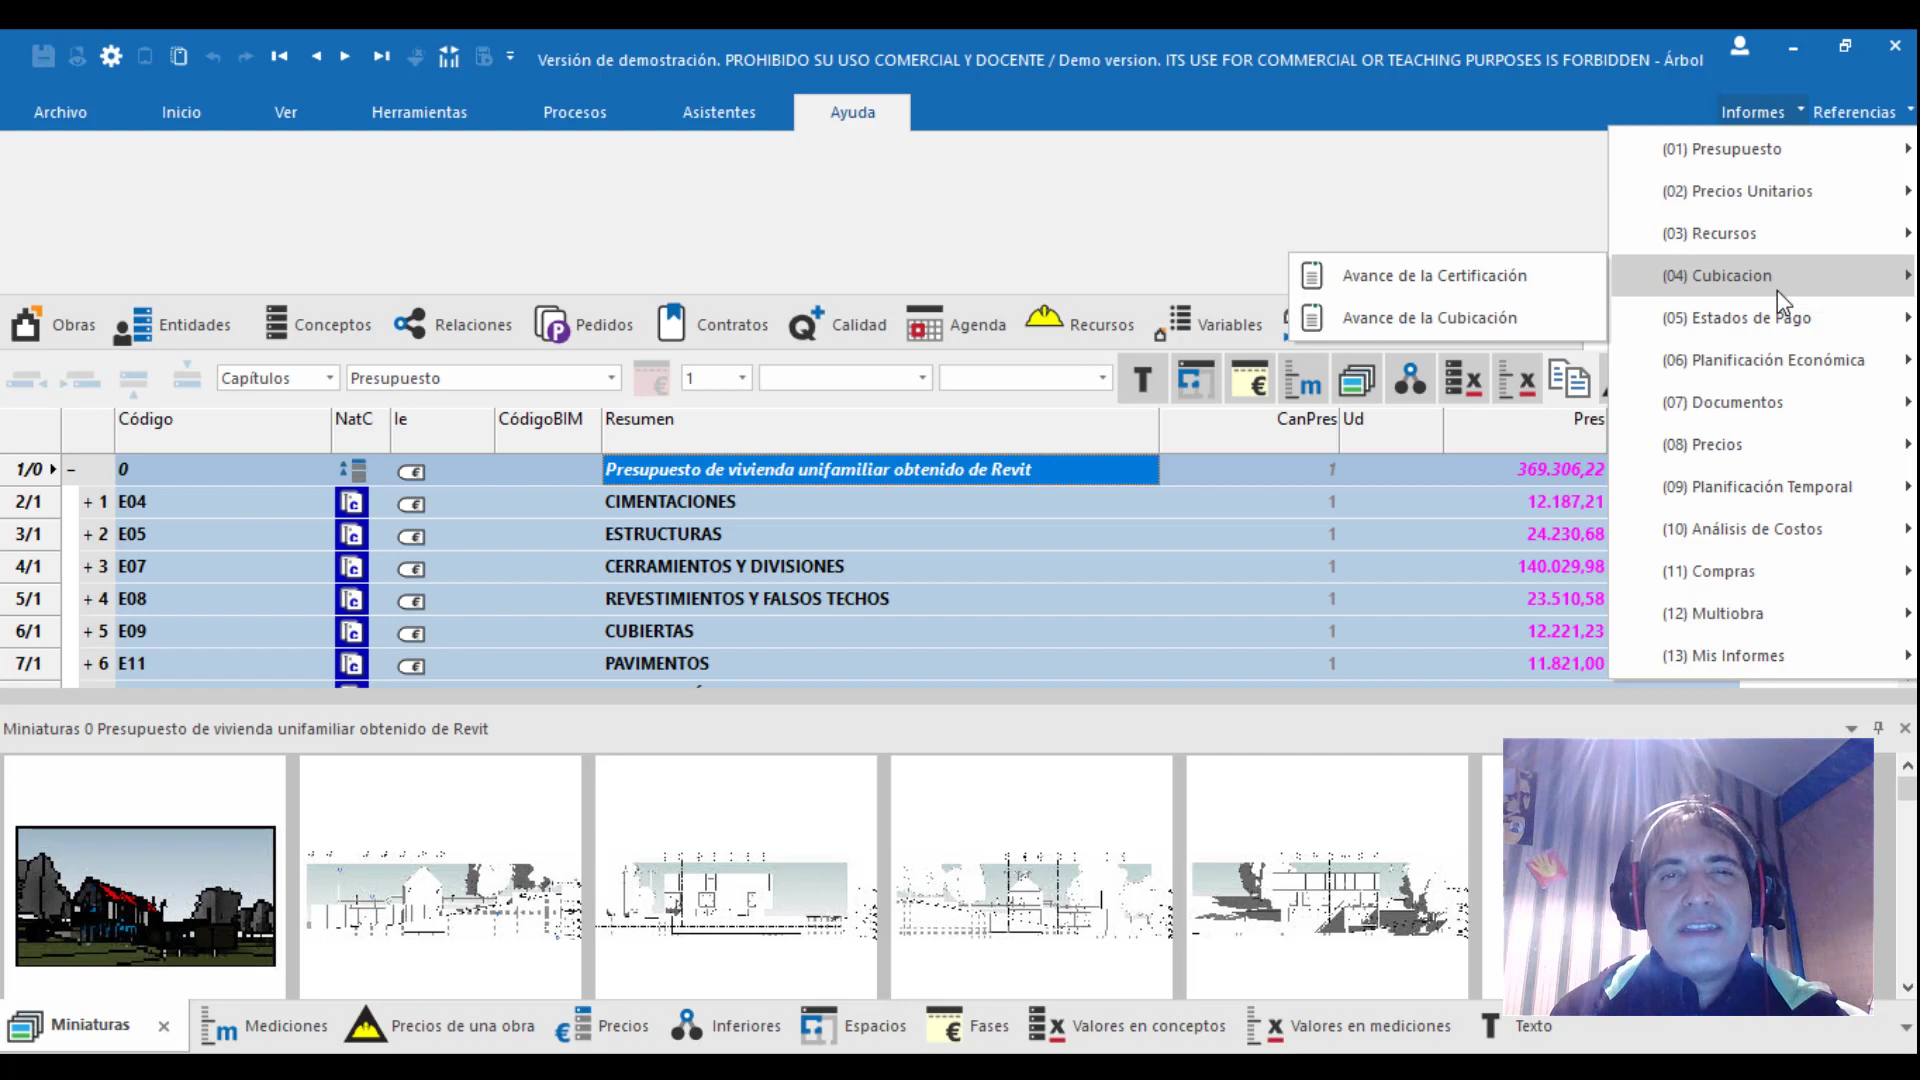 Versión de demostración. PROHIBIDO SU USO COMERCIAL Y DOCENTE / Demo version. ITS USE FOR COMMERCIAL OR TEACHING PURPOSES IS FORBIDDEN - Árbol
Archivo Inicio Ver Herramientas Procesos Asistentes Ayuda Informes Referencias
(01) Presupuesto
(02) Precios Unitarios
(03) Recursos
(04) Cubicacion
(05) Estados de Pago
(06) Planificación Económica
(07) Documentos
(08) Precios
(09) Planificación Temporal
(10) Análisis de Costos
(11) Compras
(12) Multiobra
(13) Mis Informes
Avance de la Certificación
Avance de la Cubicación
Obras Entidades Conceptos Relaciones Pedidos Contratos Calidad Agenda Recursos Variables
Capítulos Presupuesto 1
Código NatC Ie CódigoBIM Resumen CanPres Ud Pres
1/0 0 Presupuesto de vivienda unifamiliar obtenido de Revit 1 369.306,22
2/1 + 1 E04 CIMENTACIONES 1 12.187,21
3/1 + 2 E05 ESTRUCTURAS 1 24.230,68
4/1 + 3 E07 CERRAMIENTOS Y DIVISIONES 1 140.029,98
5/1 + 4 E08 REVESTIMIENTOS Y FALSOS TECHOS 1 23.510,58
6/1 + 5 E09 CUBIERTAS 1 12.221,23
7/1 + 6 E11 PAVIMENTOS 1 11.821,00
Miniaturas 0 Presupuesto de vivienda unifamiliar obtenido de Revit
Miniaturas Mediciones Precios de una obra Precios Inferiores Espacios Fases Valores en conceptos Valores en mediciones Texto